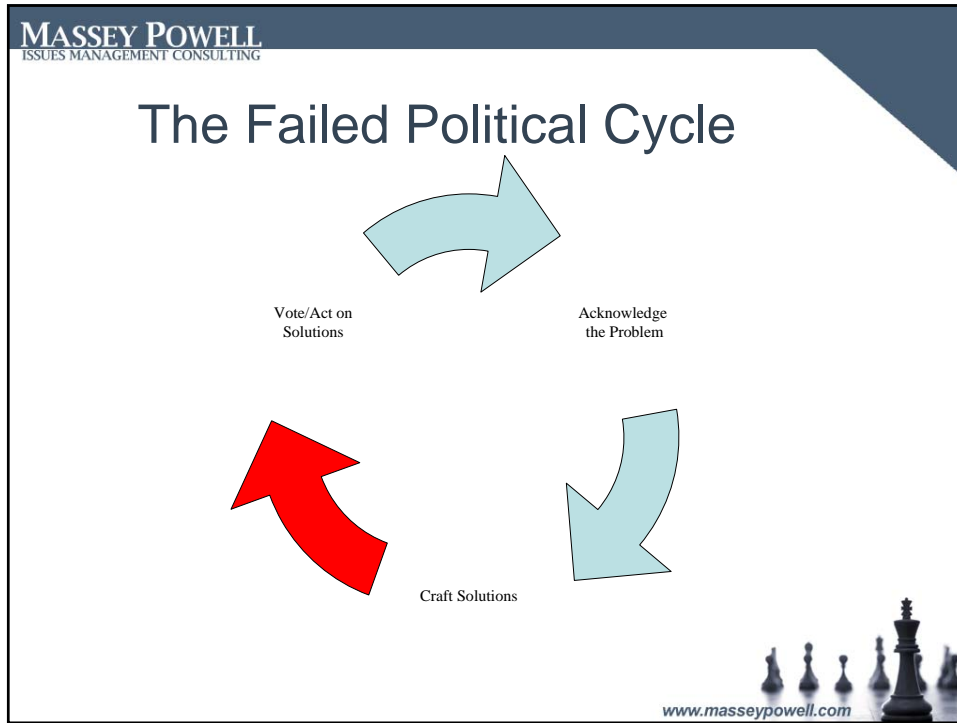 MASSEY POWELL
ISSUES MANAGEMENT CONSULTING
The Failed Political Cycle
Vote/Act on
Solutions
Acknowledge
the Problem
Craft Solutions
www.masseypowell.com